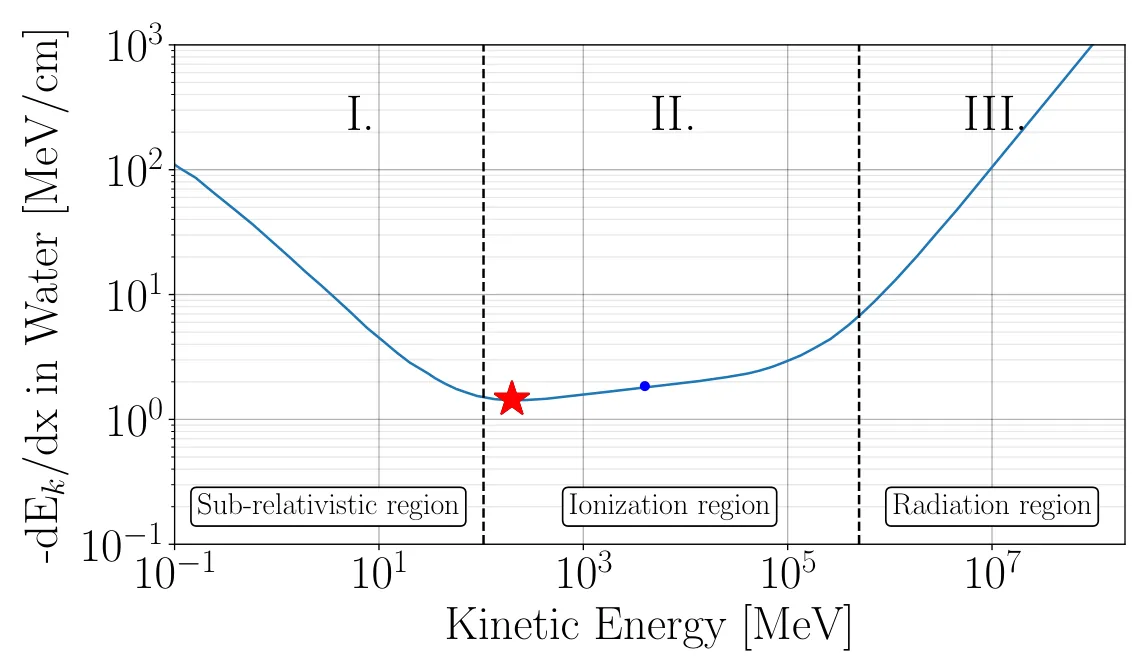 -dE_k/dx in Water [MeV/cm]
10^3
10^2
10^1
10^0
10^−1
I.
II.
III.
Sub-relativistic region
Ionization region
Radiation region
10^−1
10^1
10^3
10^5
10^7
Kinetic Energy [MeV]